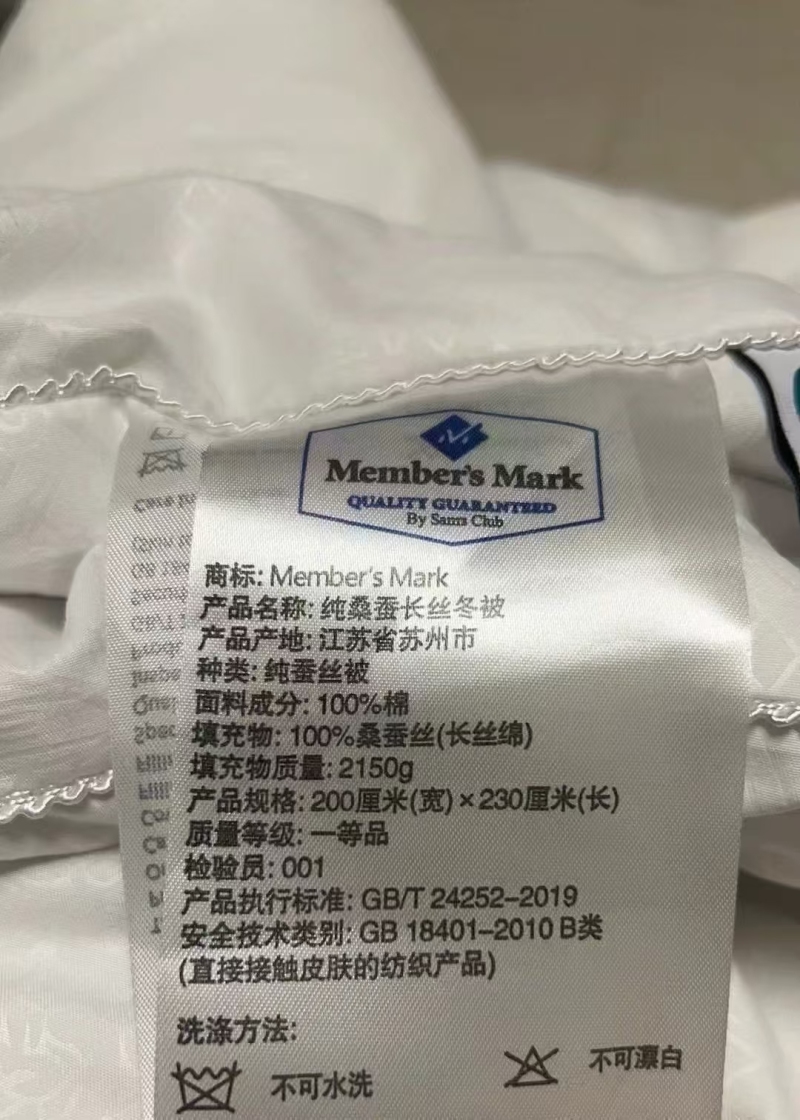 Member's Mark
QUALITY GUARANTEED
By Sam's Club
商标: Member's Mark
产品名称: 纯桑蚕长丝冬被
产品产地: 江苏省苏州市
种类: 纯蚕丝被
面料成分: 100%棉
填充物: 100%桑蚕丝(长丝绵)
填充物质量: 2150g
产品规格: 200厘米(宽)×230厘米(长)
质量等级: 一等品
检验员: 001
产品执行标准: GB/T 24252-2019
安全技术类别: GB 18401-2010 B类
(直接接触皮肤的纺织产品)
洗涤方法:
不可水洗 不可漂白